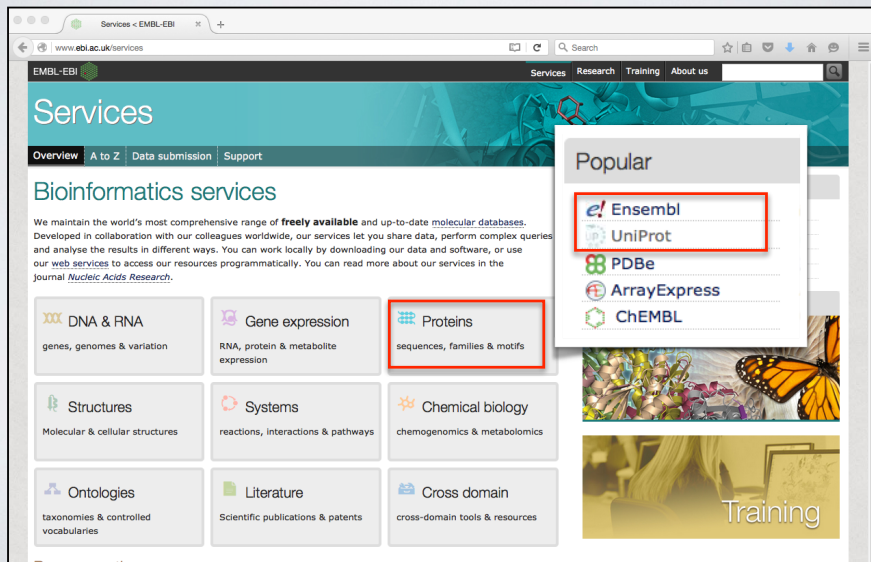 Services < EMBL-EBI
www.ebi.ac.uk/services
Search
EMBL-EBI
Services Research Training About us
Services
Overview A to Z Data submission Support
Bioinformatics services
We maintain the world's most comprehensive range of freely available and up-to-date molecular databases.
Developed in collaboration with our colleagues worldwide, our services let you share data, perform complex queries
and analyse the results in different ways. You can work locally by downloading our data and software, or use
our web services to access our resources programmatically. You can read more about our services in the
journal Nucleic Acids Research.
Popular
Ensembl
UniProt
PDBe
ArrayExpress
ChEMBL
DNA & RNA
genes, genomes & variation
Gene expression
RNA, protein & metabolite
expression
Proteins
sequences, families & motifs
Structures
Molecular & cellular structures
Systems
reactions, interactions & pathways
Chemical biology
chemogenomics & metabolomics
Ontologies
taxonomies & controlled
vocabularies
Literature
Scientific publications & patents
Cross domain
cross-domain tools & resources
Training